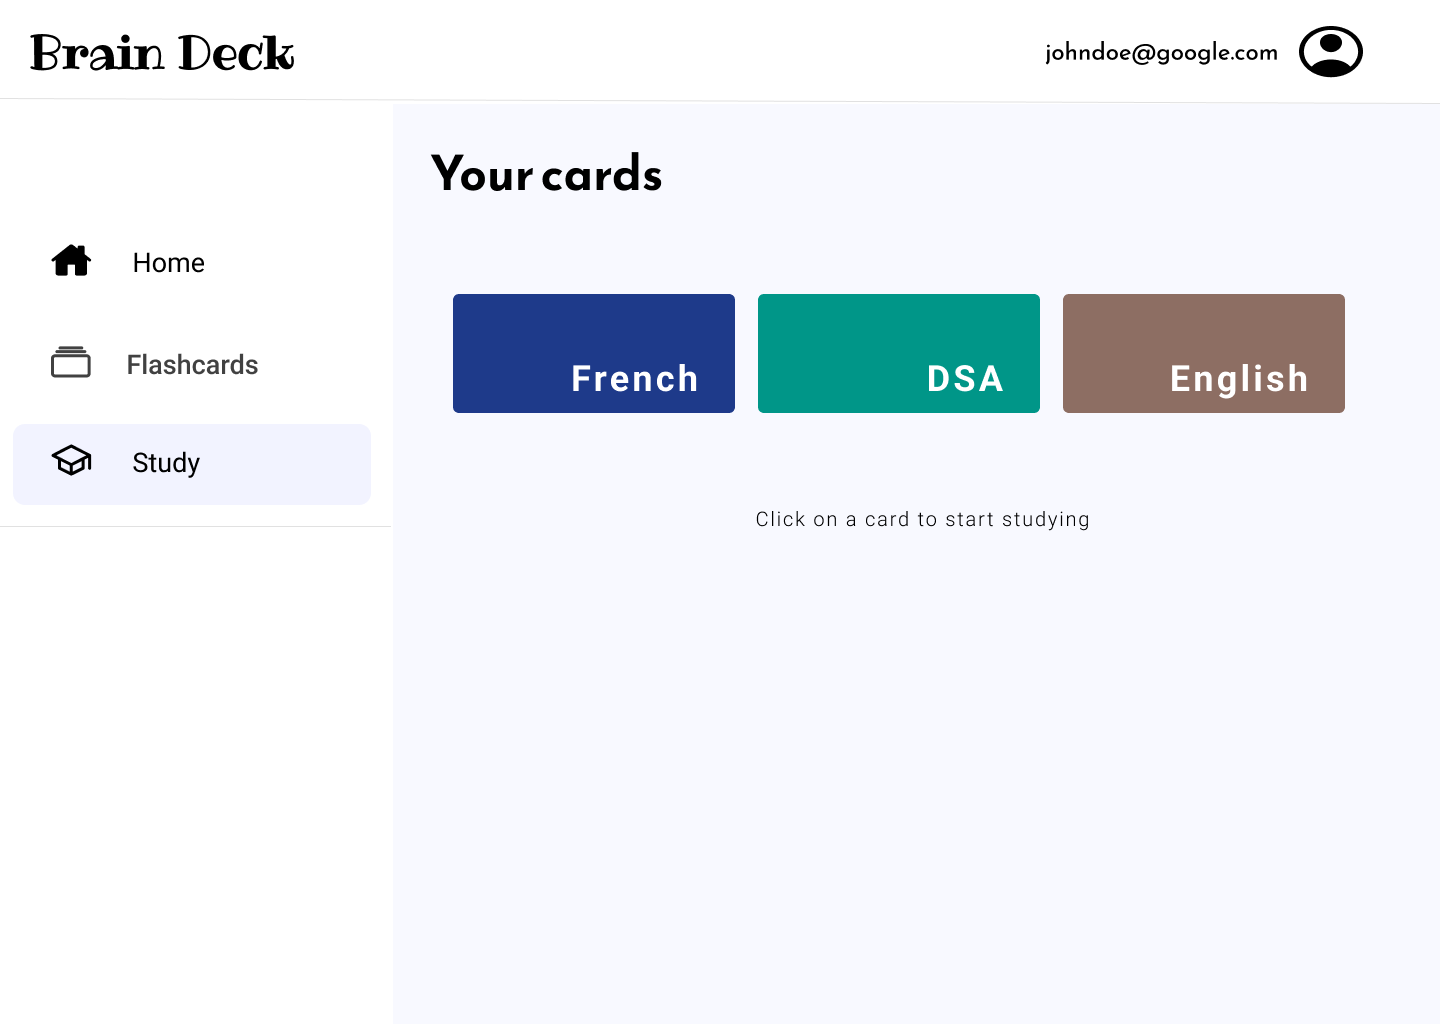 Brain Deck
johndoe@google.com
Your cards
Home
Flashcards
Study
French
DSA
English
Click on a card to start studying